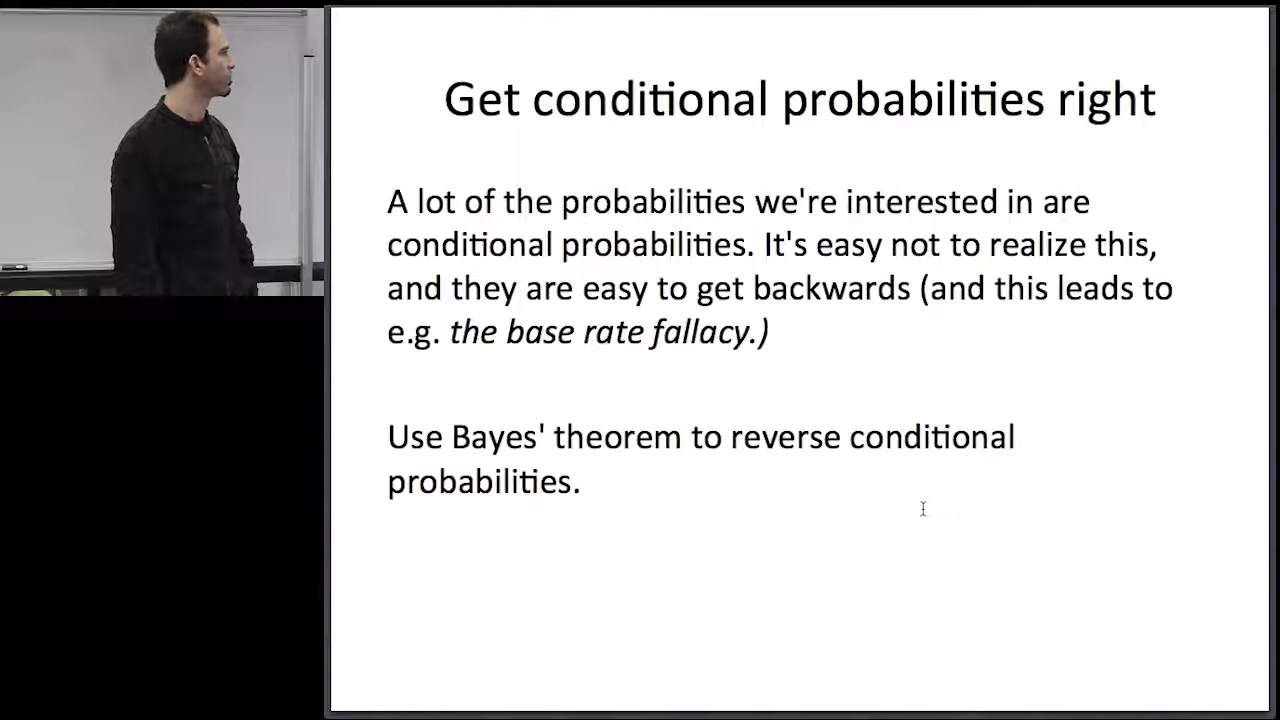 Get conditional probabilities right
A lot of the probabilities we're interested in are
conditional probabilities. It's easy not to realize this,
and they are easy to get backwards (and this leads to
e.g. the base rate fallacy.)
Use Bayes' theorem to reverse conditional
probabilities.